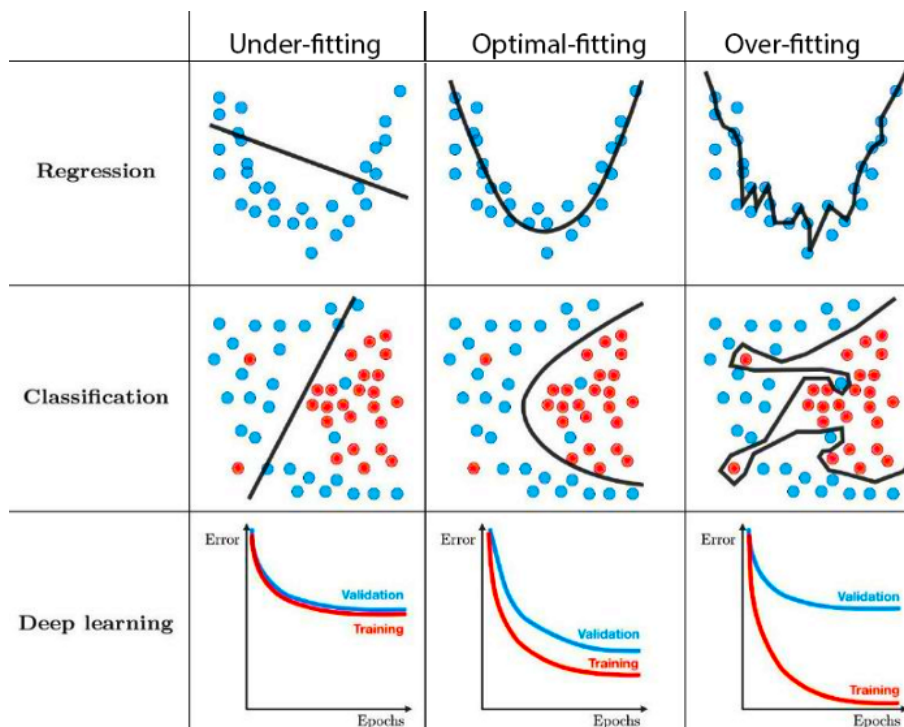 Under-fitting
Optimal-fitting
Over-fitting
Regression
Classification
Deep learning
Error
Validation
Training
Epochs
Error
Validation
Training
Epochs
Error
Validation
Training
Epochs